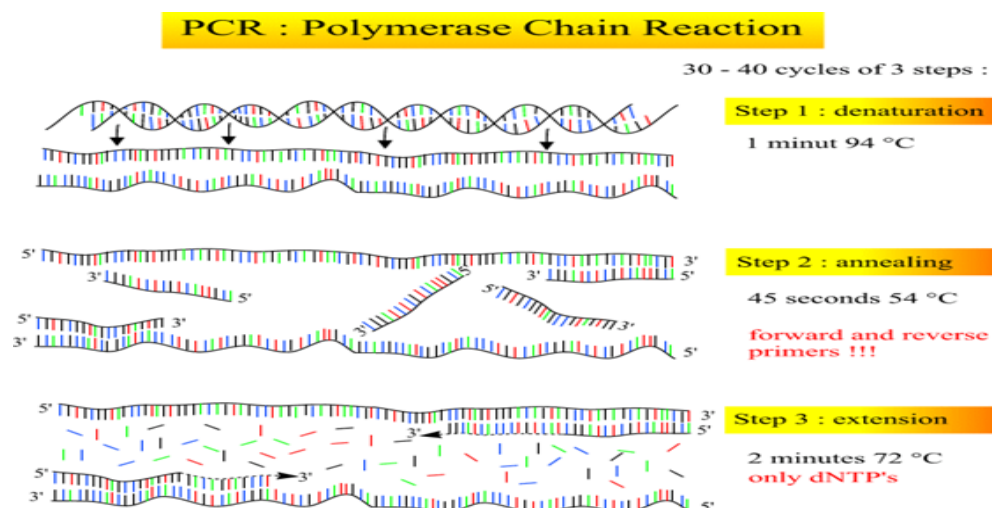 PCR : Polymerase Chain Reaction
30 - 40 cycles of 3 steps :
Step 1 : denaturation
1 minut 94 °C
5'
3'
3'
5'
3'
5'
5'
3'
5'
3'
5'
3'
3'
5'
Step 2 : annealing
45 seconds 54 °C
forward and reverse
primers !!!
5'
3'
3'
5'
5'
3'
3'
5'
Step 3 : extension
2 minutes 72 °C
only dNTP's